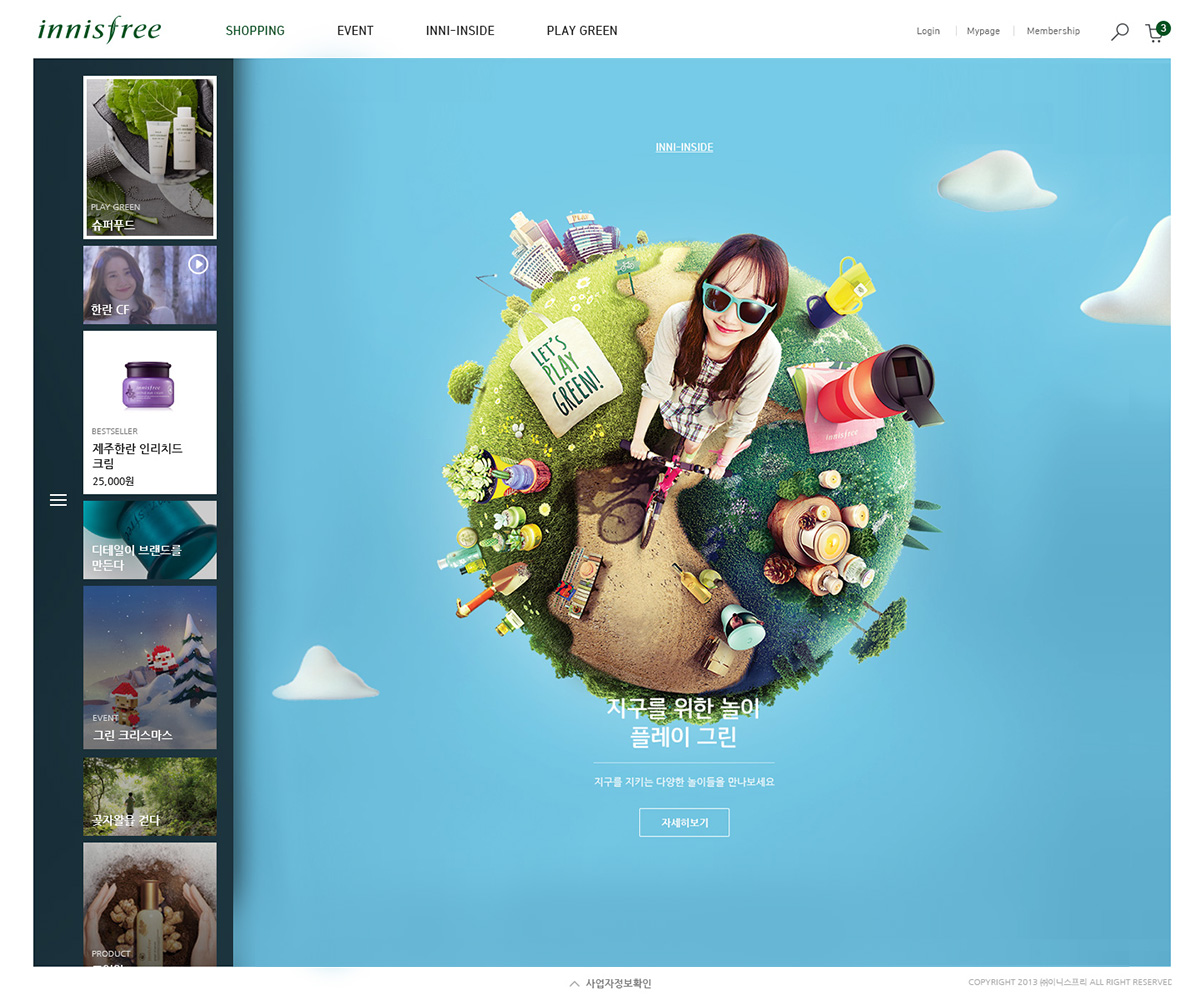 innisfree
SHOPPING EVENT INNI-INSIDE PLAY GREEN
Login Mypage Membership
3
PLAY GREEN
슈퍼푸드
한란 CF
innisfree
BESTSELLER
제주한란 인리치드
크림
25,000원
디테일이 브랜드를
만든다
EVENT
그린 크리스마스
곶자왈을 걷다
PRODUCT
INNI-INSIDE
PLAY
LET'S
PLAY
GREEN!
innisfree
지구를 위한 놀이
플레이 그린
지구를 지키는 다양한 놀이들을 만나보세요
자세히보기
사업자정보확인
COPYRIGHT 2013 ㈜이니스프리 ALL RIGHT RESERVED